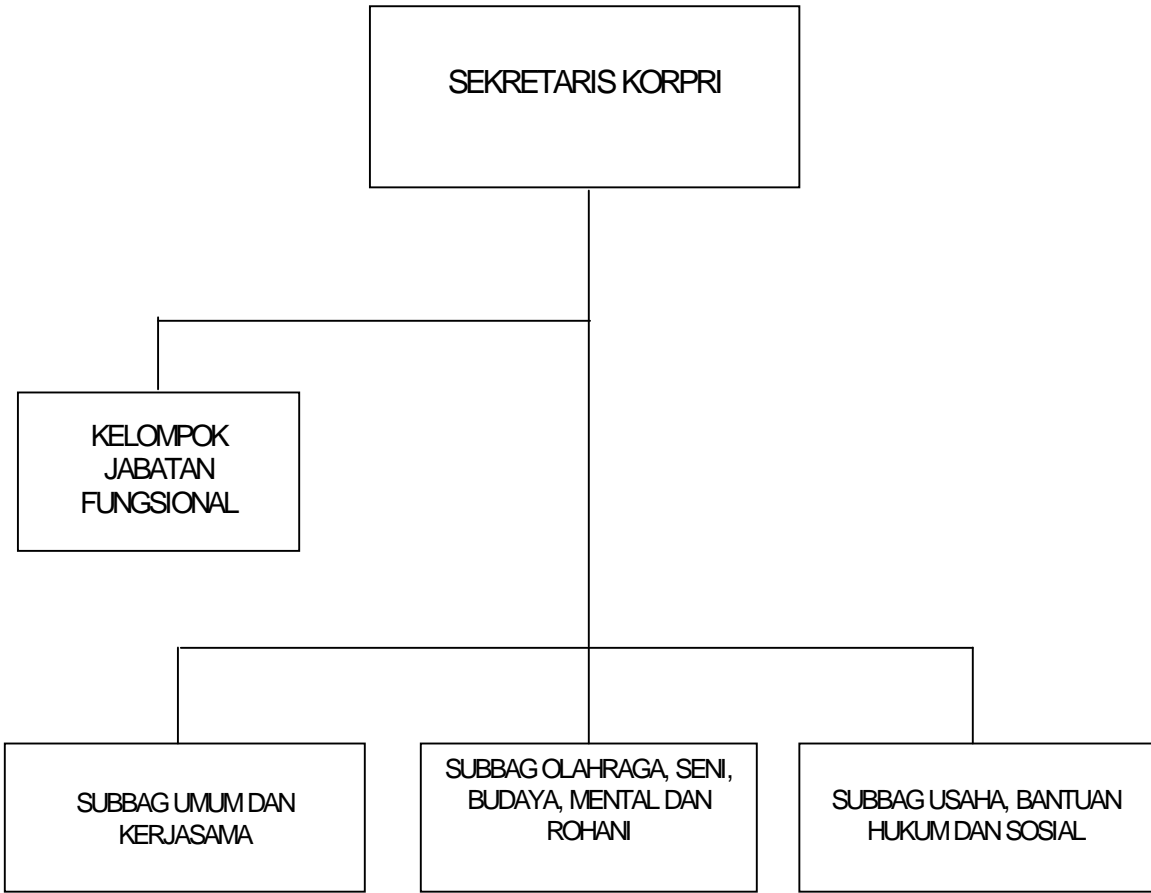 SEKRETARIS KORPRI
KELOMPOK
JABATAN
FUNGSIONAL
SUBBAG UMUM DAN
KERJASAMA
SUBBAG OLAHRAGA, SENI,
BUDAYA, MENTAL DAN
ROHANI
SUBBAG USAHA, BANTUAN
HUKUM DAN SOSIAL